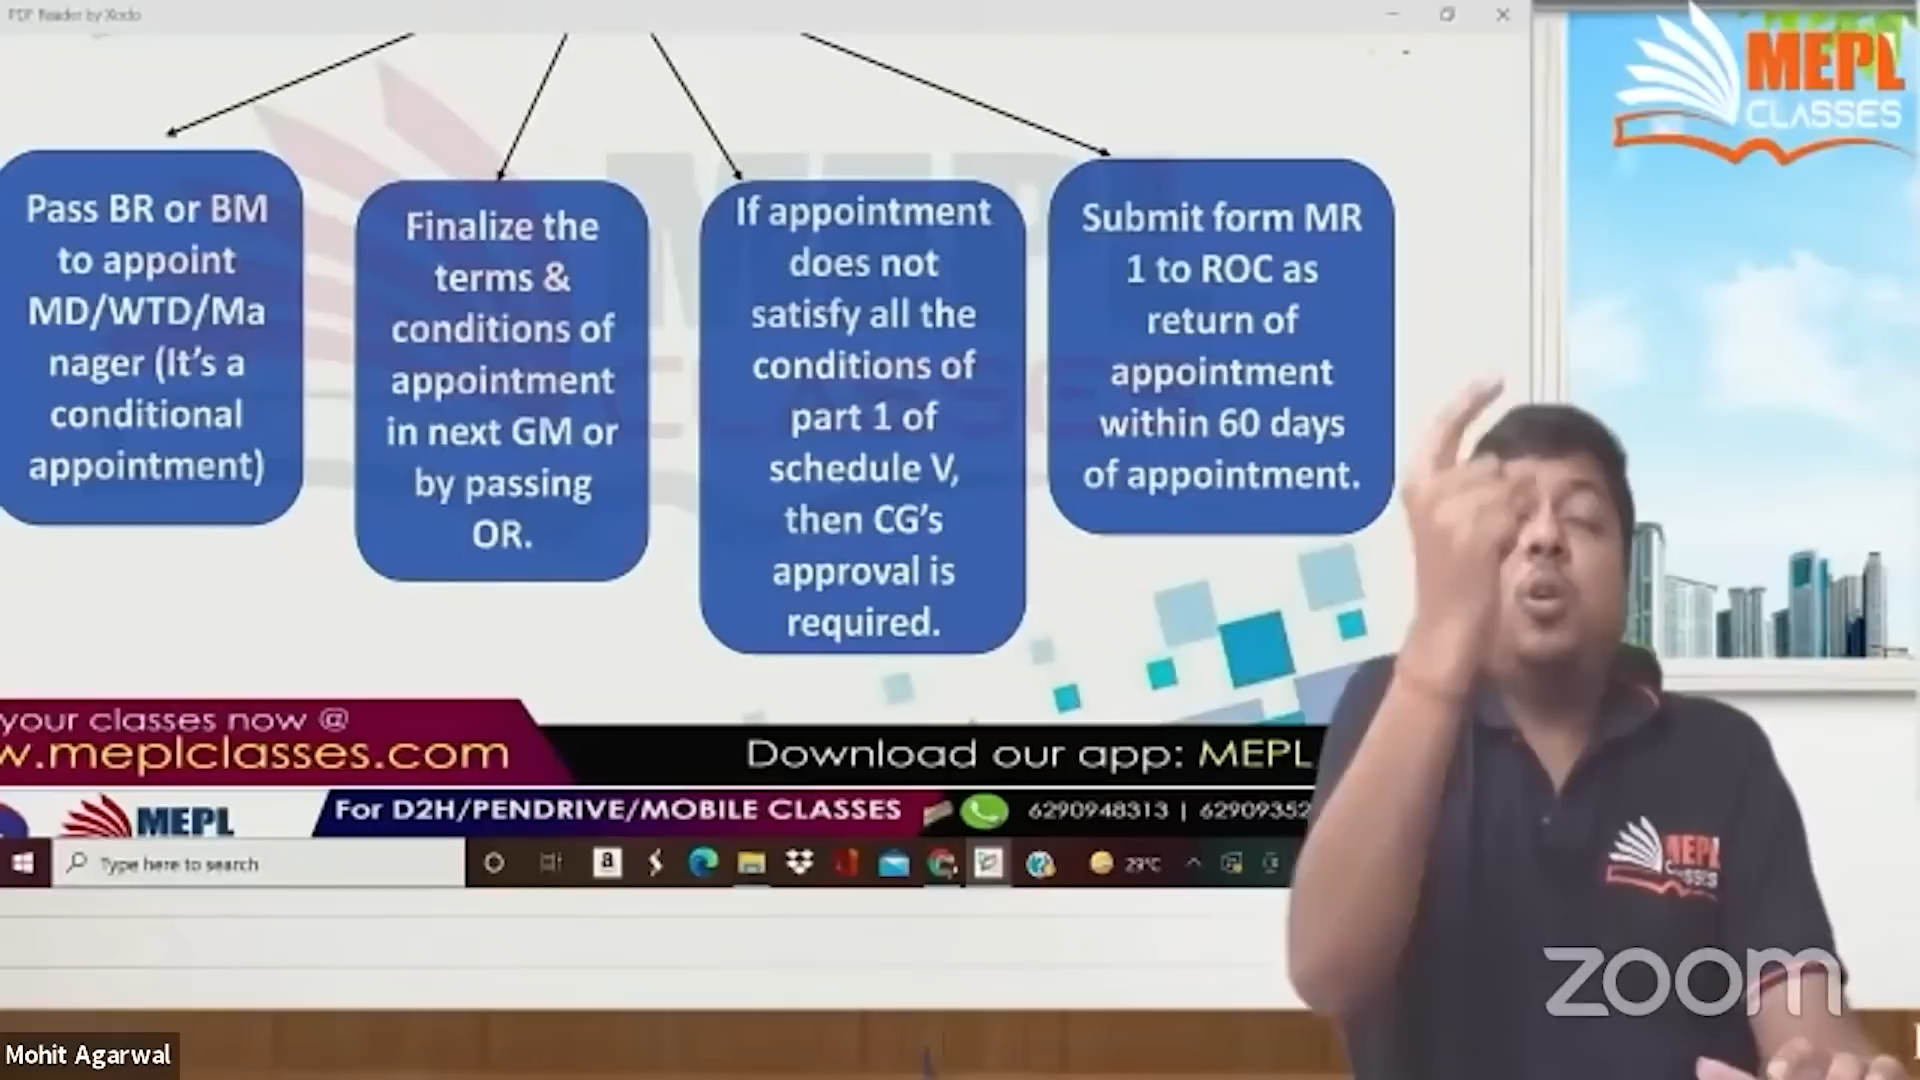 PDF Reader by Xodo
MEPL
CLASSES
Pass BR or BM
to appoint
MD/WTD/Ma
nager (It's a
conditional
appointment)
Finalize the
terms &
conditions of
appointment
in next GM or
by passing
OR.
If appointment
does not
satisfy all the
conditions of
part 1 of
schedule V,
then CG's
approval is
required.
Submit form MR
1 to ROC as
return of
appointment
within 60 days
of appointment.
your classes now @
w.meplclasses.com
Download our app: MEPL
MEPL
For D2H/PENDRIVE/MOBILE CLASSES
6290948313 | 62909352
Type here to search
29°C
MEPL
CLASSES
zoom
Mohit Agarwal